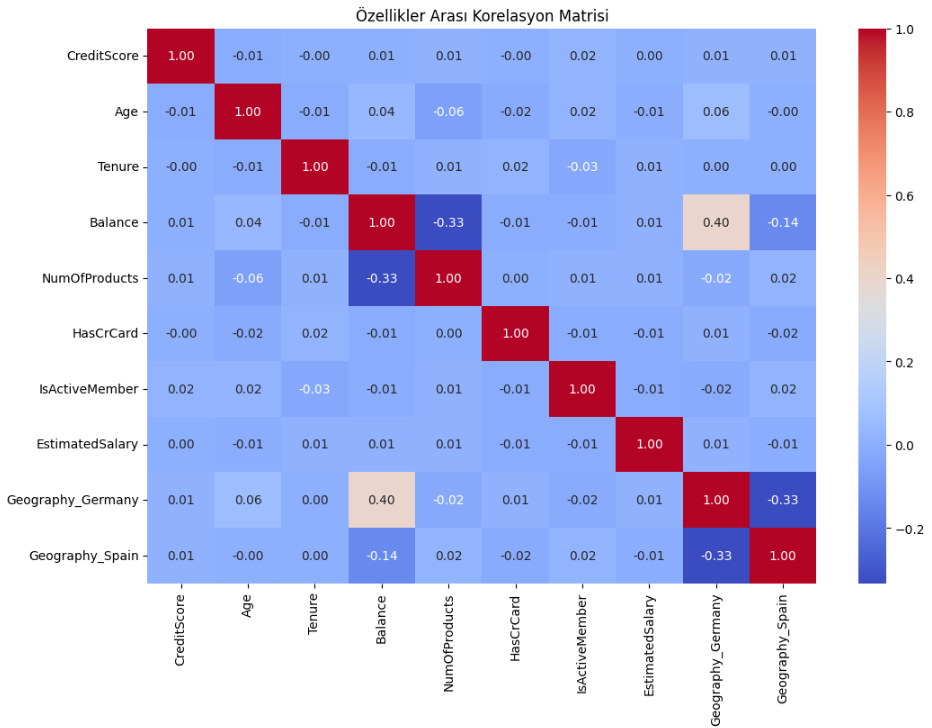 Özellikler Arası Korelasyon Matrisi
CreditScore 1.00 -0.01 -0.00 0.01 0.01 -0.00 0.02 0.00 0.01 0.01
Age -0.01 1.00 -0.01 0.04 -0.06 -0.02 0.02 -0.01 0.06 -0.00
Tenure -0.00 -0.01 1.00 -0.01 0.01 0.02 -0.03 0.01 0.00 0.00
Balance 0.01 0.04 -0.01 1.00 -0.33 -0.01 -0.01 0.01 0.40 -0.14
NumOfProducts 0.01 -0.06 0.01 -0.33 1.00 0.00 0.01 0.01 -0.02 0.02
HasCrCard -0.00 -0.02 0.02 -0.01 0.00 1.00 -0.01 -0.01 0.01 -0.02
IsActiveMember 0.02 0.02 -0.03 -0.01 0.01 -0.01 1.00 -0.01 -0.02 0.02
EstimatedSalary 0.00 -0.01 0.01 0.01 0.01 -0.01 -0.01 1.00 0.01 -0.01
Geography_Germany 0.01 0.06 0.00 0.40 -0.02 0.01 -0.02 0.01 1.00 -0.33
Geography_Spain 0.01 -0.00 0.00 -0.14 0.02 -0.02 0.02 -0.01 -0.33 1.00
CreditScore
Age
Tenure
Balance
NumOfProducts
HasCrCard
IsActiveMember
EstimatedSalary
Geography_Germany
Geography_Spain
1.0
0.8
0.6
0.4
0.2
0.0
−0.2